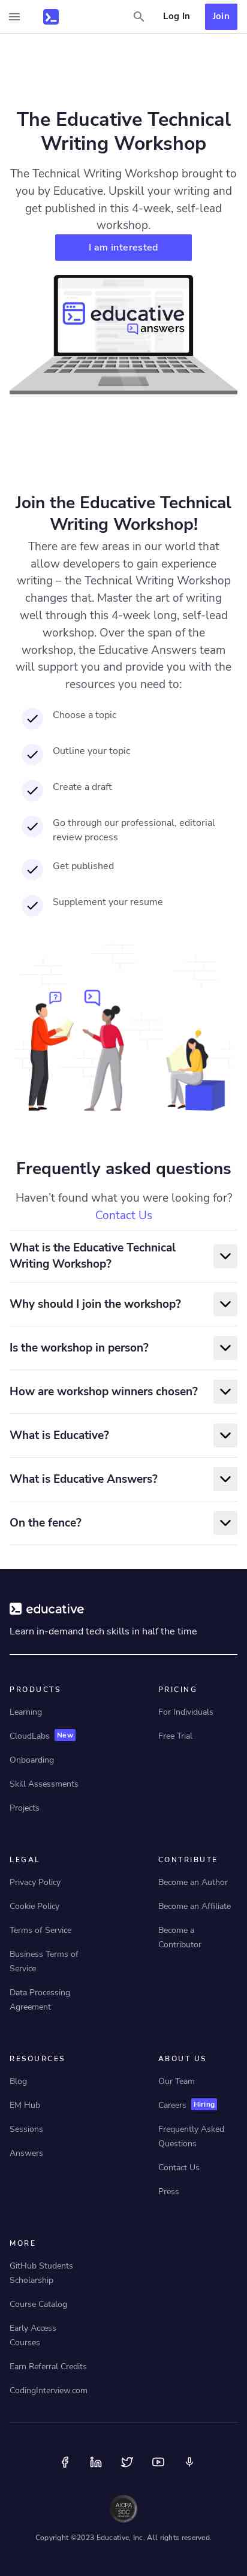 Log In
Join
The Educative Technical
Writing Workshop
The Technical Writing Workshop brought to
you by Educative. Upskill your writing and
get published in this 4-week, self-lead
workshop.
I am interested
educative
answers
Join the Educative Technical
Writing Workshop!
There are few areas in our world that
allow developers to gain experience
writing – the Technical Writing Workshop
changes that. Master the art of writing
well through this 4-week long, self-lead
workshop. Over the span of the
workshop, the Educative Answers team
will support you and provide you with the
resources you need to:
Choose a topic
Outline your topic
Create a draft
Go through our professional, editorial
review process
Get published
Supplement your resume
Frequently asked questions
Haven’t found what you were looking for?
Contact Us
What is the Educative Technical
Writing Workshop?
Why should I join the workshop?
Is the workshop in person?
How are workshop winners chosen?
What is Educative?
What is Educative Answers?
On the fence?
educative
Learn in-demand tech skills in half the time
PRODUCTS
Learning
CloudLabs New
Onboarding
Skill Assessments
Projects
PRICING
For Individuals
Free Trial
LEGAL
Privacy Policy
Cookie Policy
Terms of Service
Business Terms of
Service
Data Processing
Agreement
CONTRIBUTE
Become an Author
Become an Affiliate
Become a
Contributor
RESOURCES
Blog
EM Hub
Sessions
Answers
ABOUT US
Our Team
Careers Hiring
Frequently Asked
Questions
Contact Us
Press
MORE
GitHub Students
Scholarship
Course Catalog
Early Access
Courses
Earn Referral Credits
CodingInterview.com
AICPA
SOC
Copyright ©2023 Educative, Inc. All rights reserved.